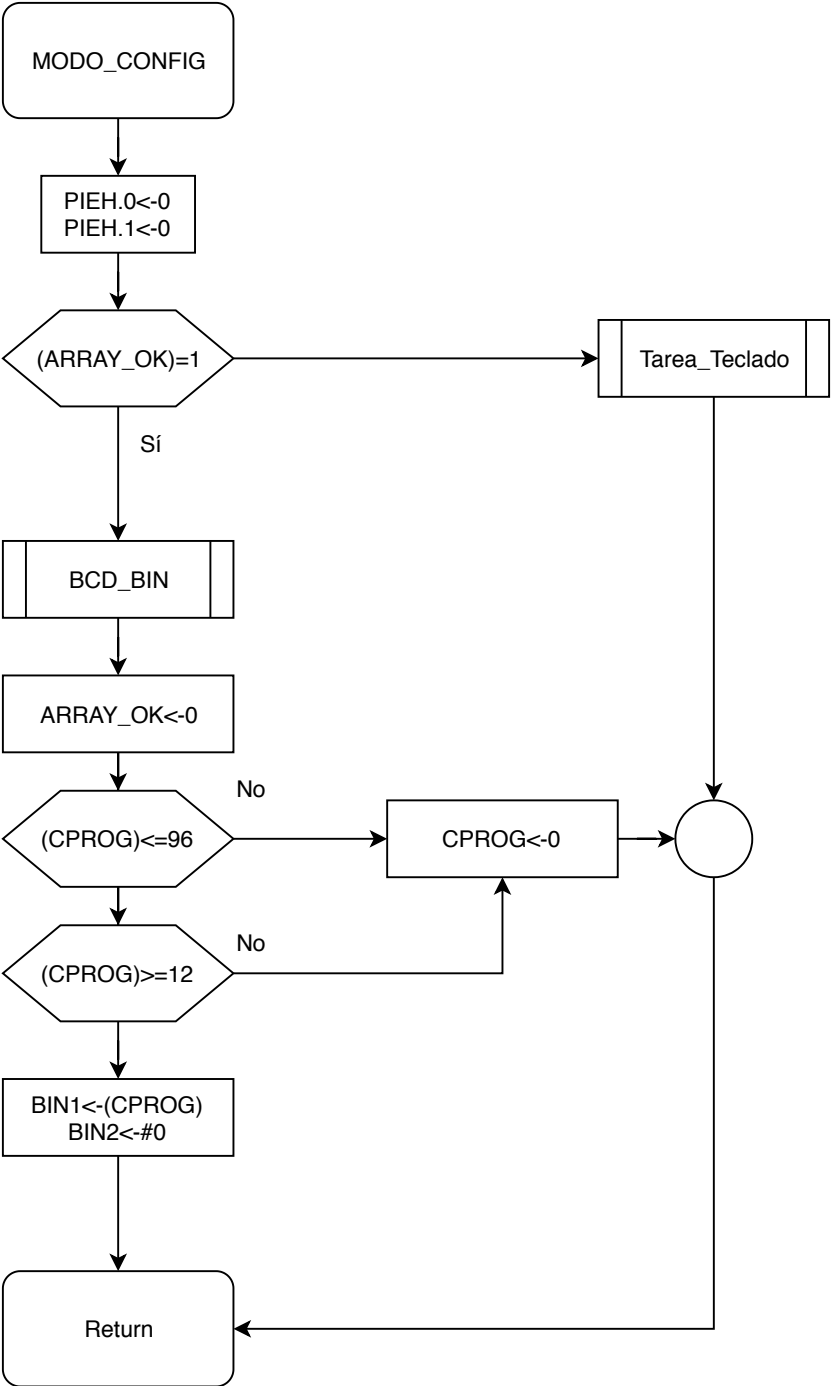 MODO_CONFIG
PIEH.0<-0
PIEH.1<-0
(ARRAY_OK)=1
Tarea_Teclado
Sí
BCD_BIN
ARRAY_OK<-0
No
(CPROG)<=96
CPROG<-0
No
(CPROG)>=12
BIN1<-(CPROG)
BIN2<-#0
Return